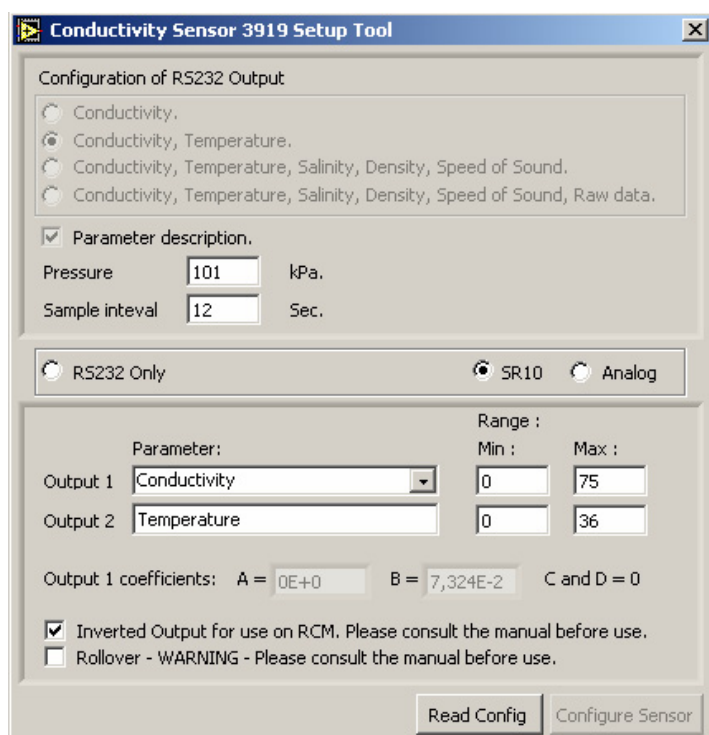 Conductivity Sensor 3919 Setup Tool
Configuration of RS232 Output
Conductivity.
Conductivity, Temperature.
Conductivity, Temperature, Salinity, Density, Speed of Sound.
Conductivity, Temperature, Salinity, Density, Speed of Sound, Raw data.
Parameter description.
Pressure 101 kPa.
Sample inteval 12 Sec.
RS232 Only SR10 Analog
Range :
Parameter: Min : Max :
Output 1 Conductivity 0 75
Output 2 Temperature 0 36
Output 1 coefficients: A = 0E+0 B = 7,324E-2 C and D = 0
Inverted Output for use on RCM. Please consult the manual before use.
Rollover - WARNING - Please consult the manual before use.
Read Config Configure Sensor